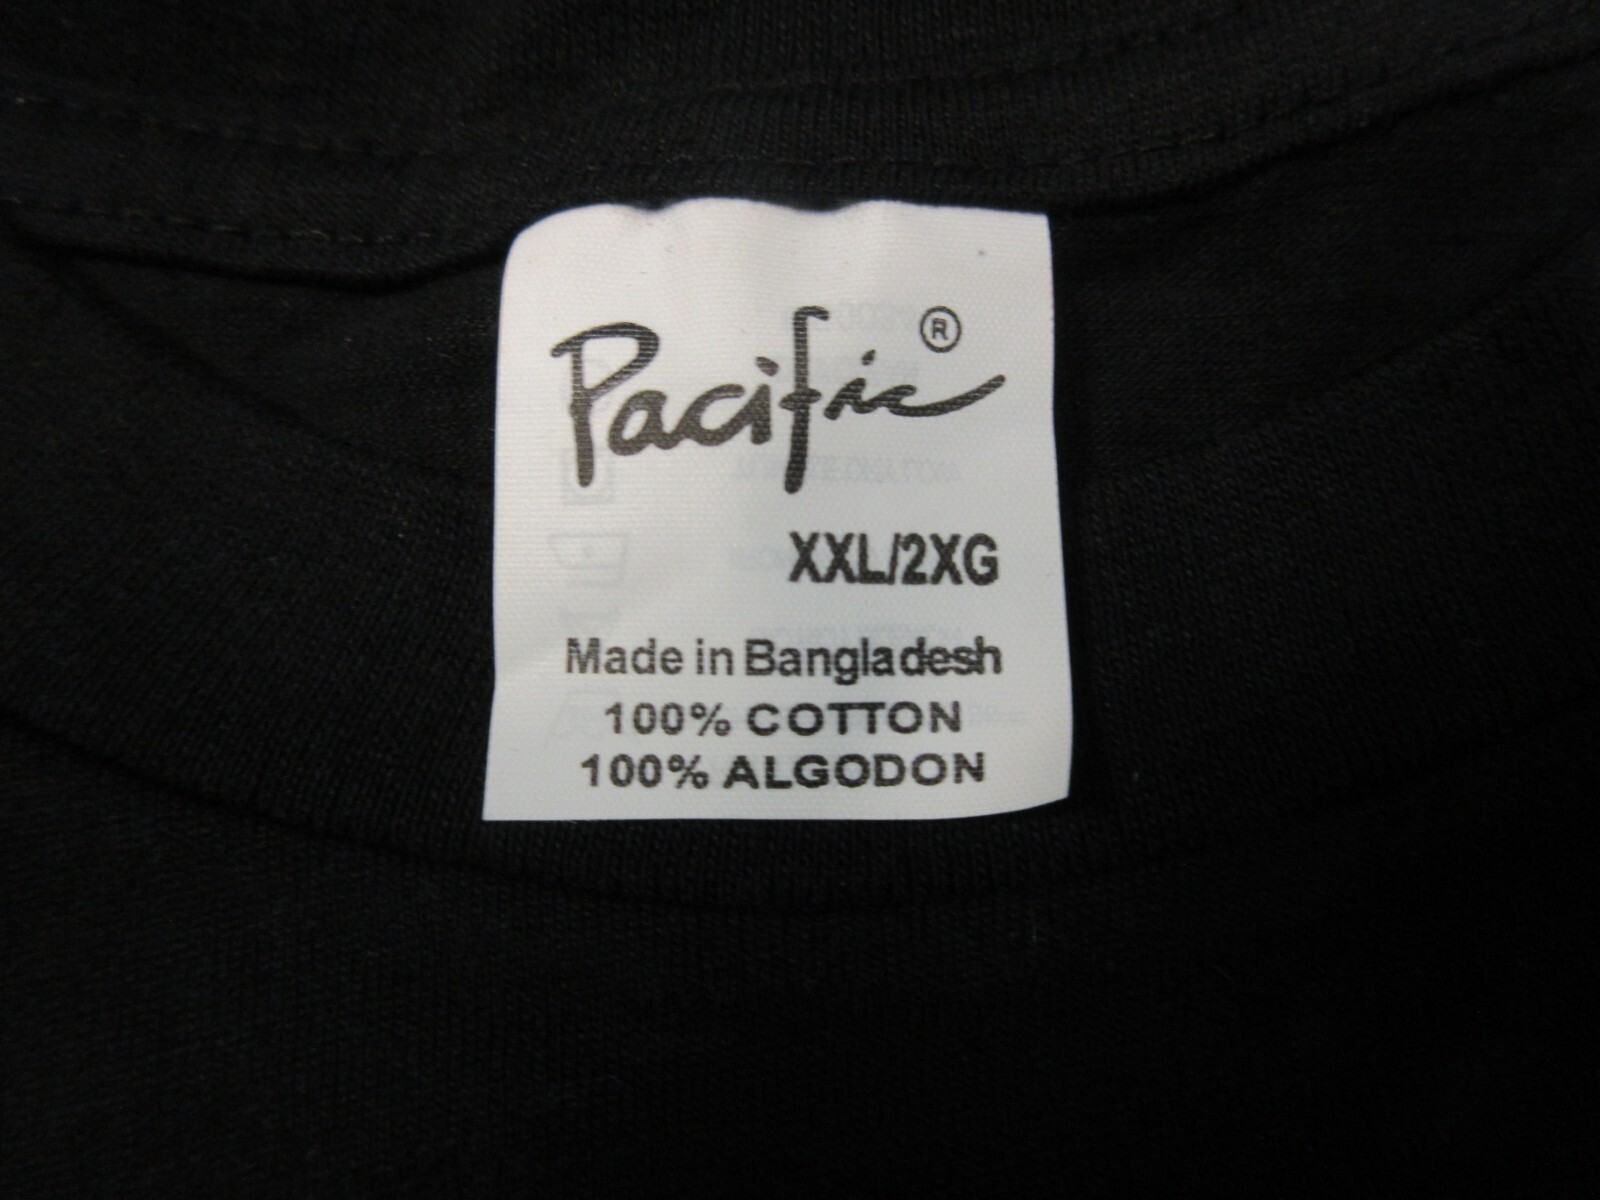 Pacific ®
XXL/2XG
Made in Bangladesh
100% COTTON
100% ALGODON